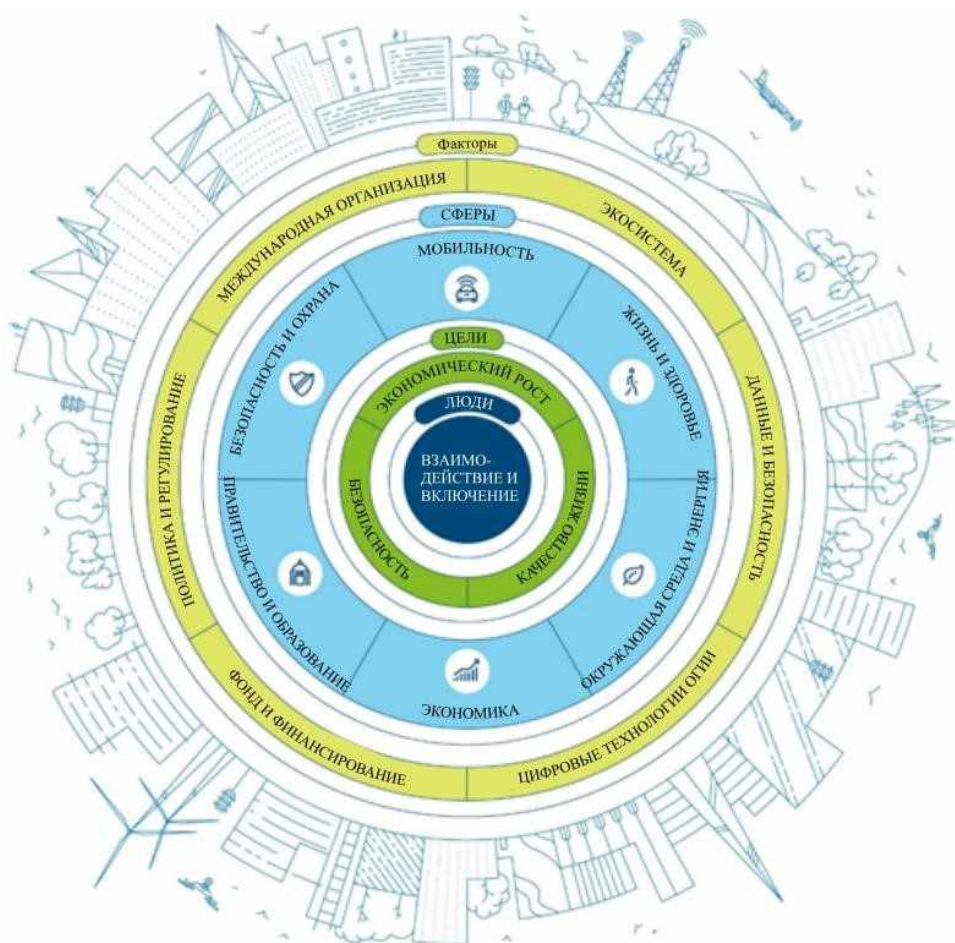 Факторы
МЕЖДУНАРОДНАЯ ОРГАНИЗАЦИЯ
ЭКОСИСТЕМА
ДАННЫЕ И БЕЗОПАСНОСТЬ
ЦИФРОВЫЕ ТЕХНОЛОГИИ ОГИИ
ФОНД И ФИНАНСИРОВАНИЕ
ПОЛИТИКА И РЕГУЛИРОВАНИЕ
СФЕРЫ
МОБИЛЬНОСТЬ
ЖИЗНЬ И ЗДОРОВЬЕ
ОКРУЖАЮЩАЯ СРЕДА И ЭНЕРГИЯ
ЭКОНОМИКА
ПРАВИТЕЛЬСТВО И ОБРАЗОВАНИЕ
БЕЗОПАСНОСТЬ И ОХРАНА
ЦЕЛИ
ЭКОНОМИЧЕСКИЙ РОСТ
КАЧЕСТВО ЖИЗНИ
БЕЗОПАСНОСТЬ
ЛЮДИ
ВЗАИМО-
ДЕЙСТВИЕ И
ВКЛЮЧЕНИЕ